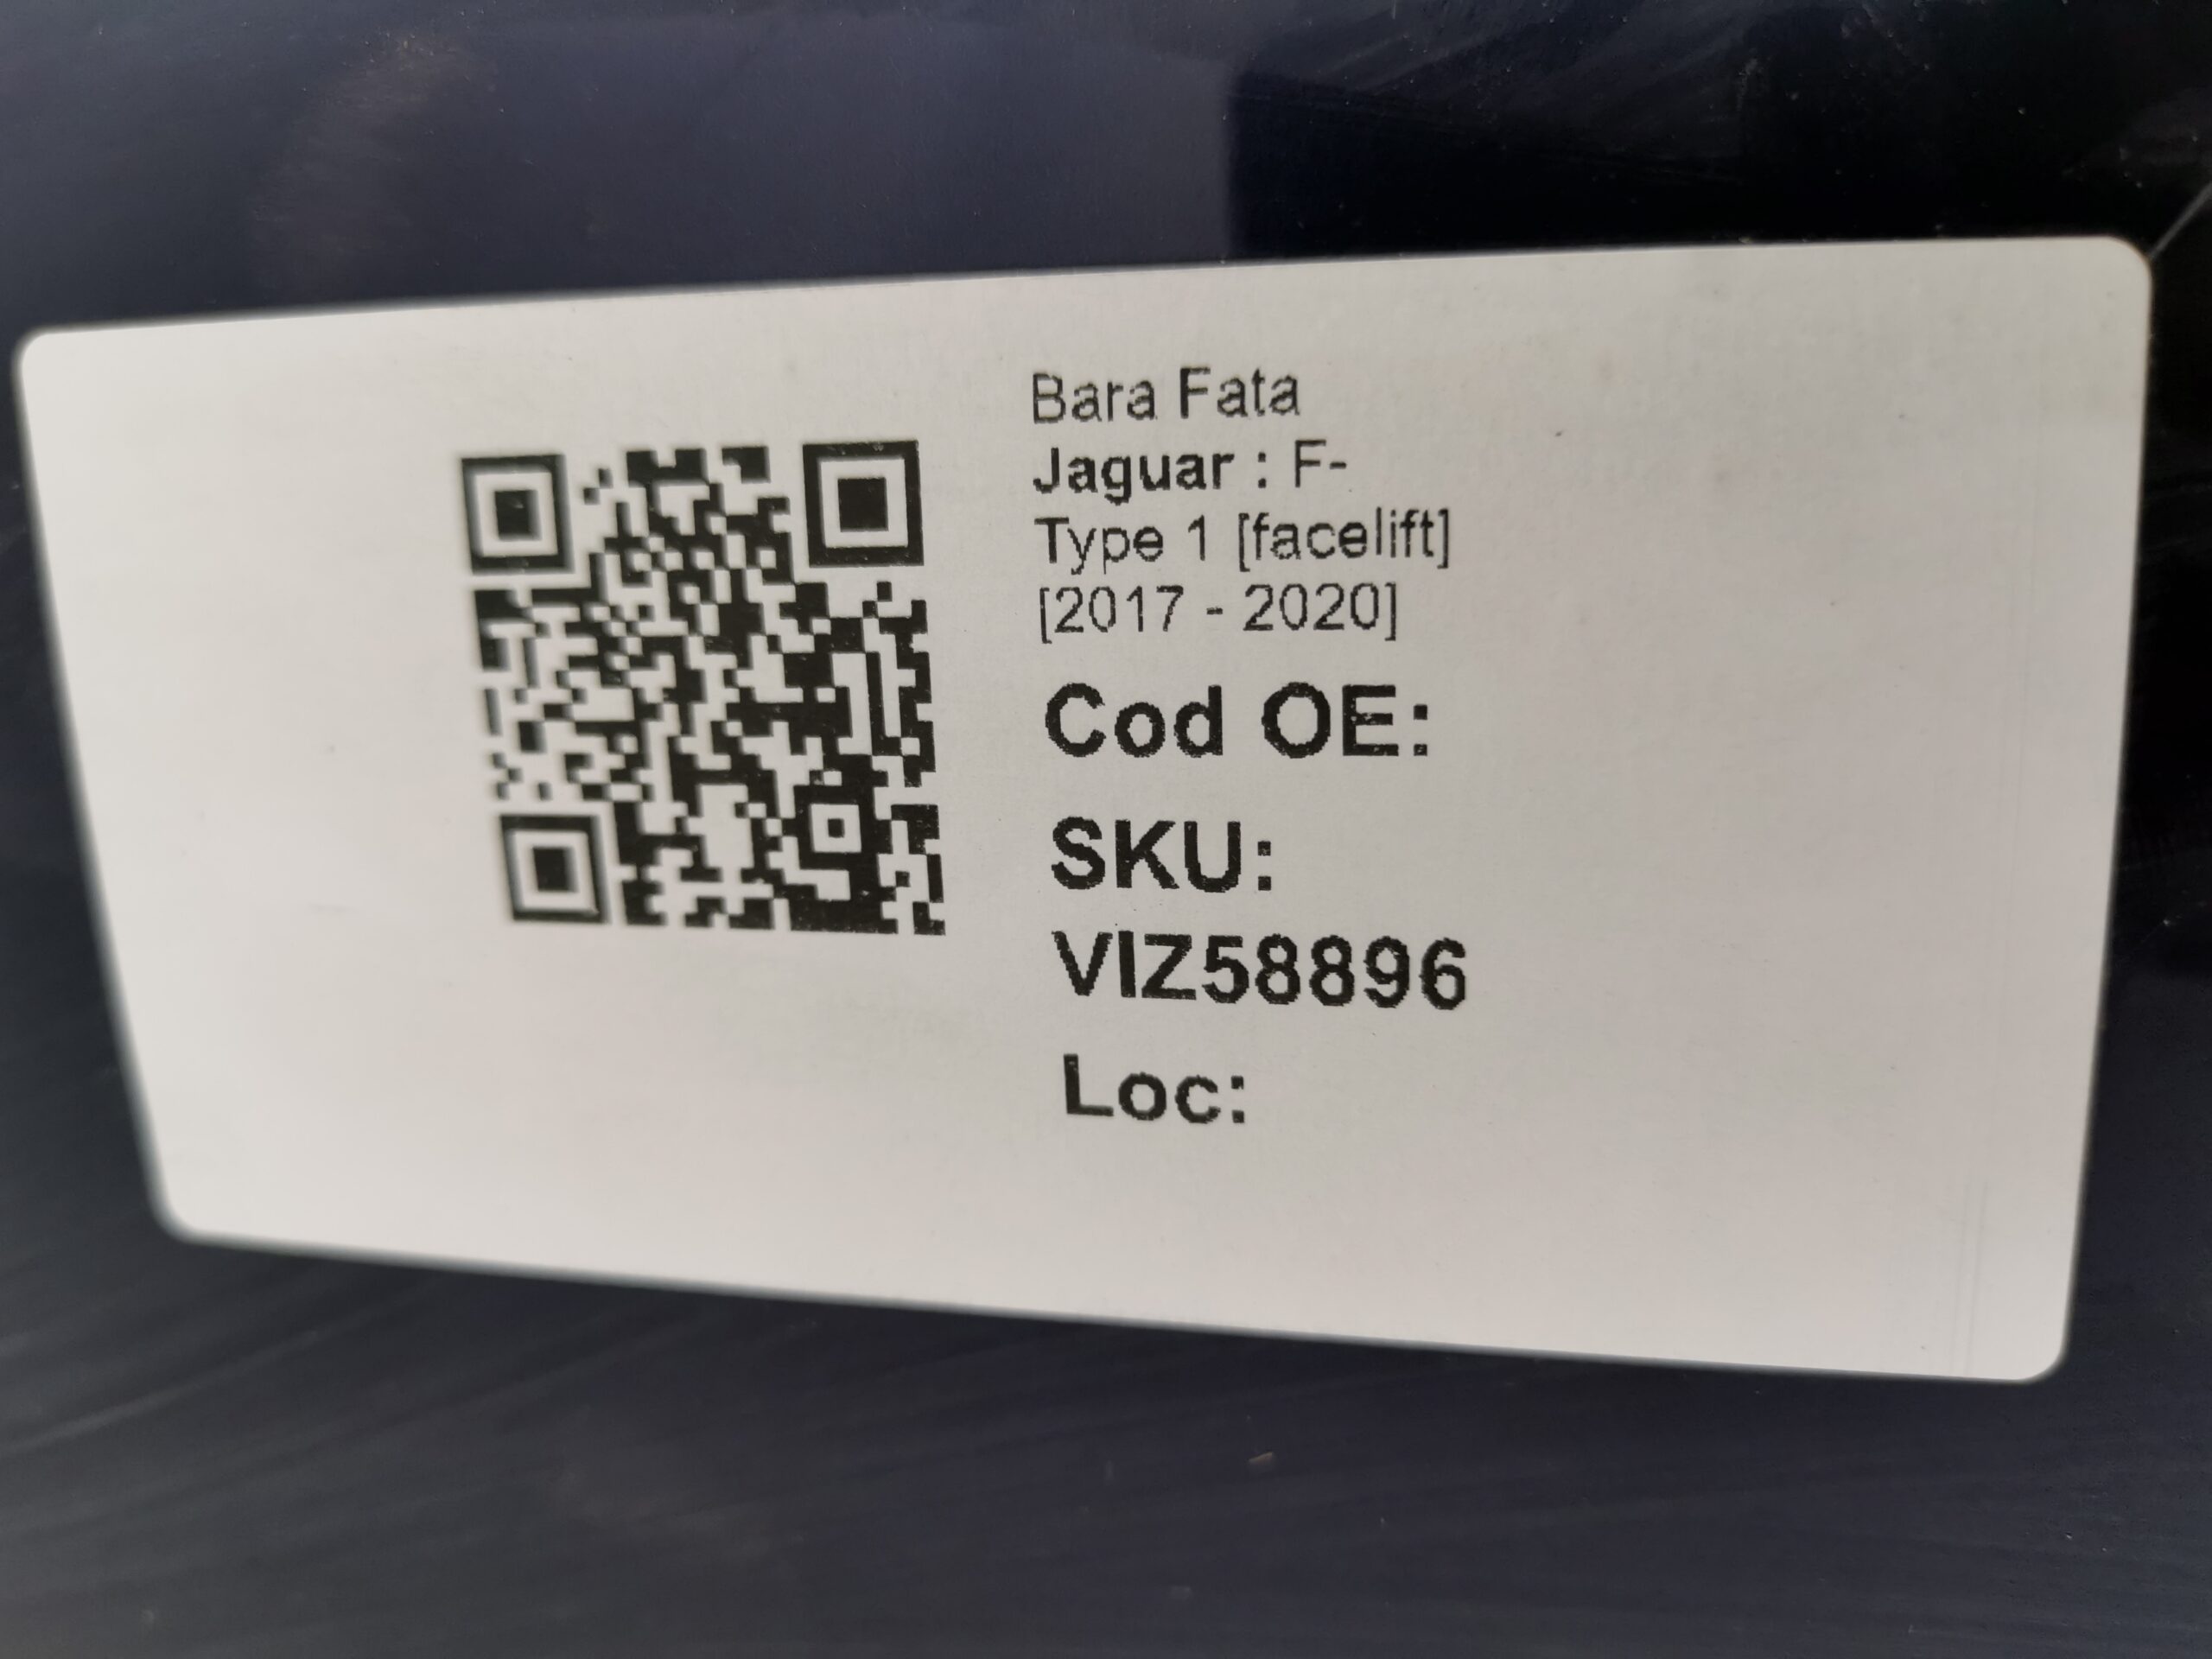 Bara Fata
Jaguar : F-
Type 1 [facelift]
[2017 - 2020]
Cod OE:
SKU:
VIZ58896
Loc: